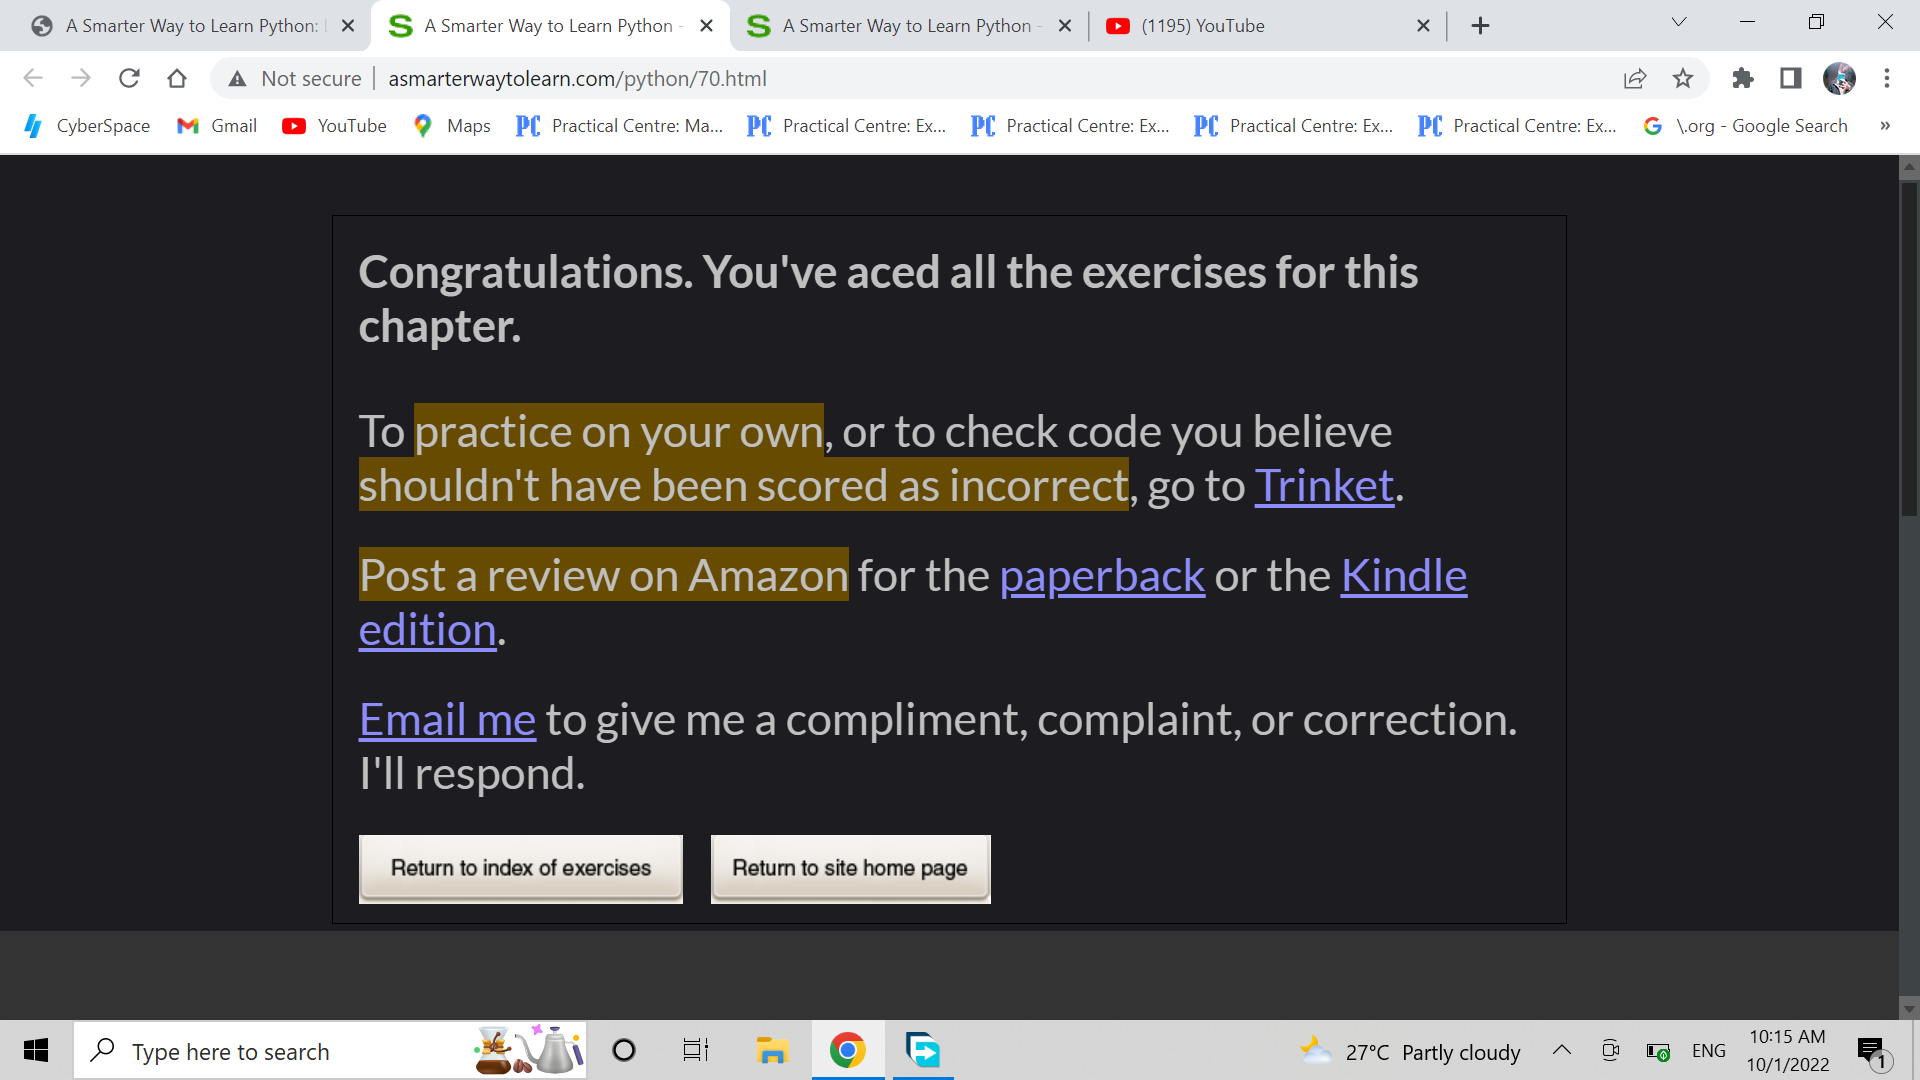 A Smarter Way to Learn Python:
A Smarter Way to Learn Python -
A Smarter Way to Learn Python -
(1195) YouTube
Not secure
asmarterwaytolearn.com/python/70.html
CyberSpace
Gmail
YouTube
Maps
PC Practical Centre: Ma...
PC Practical Centre: Ex...
PC Practical Centre: Ex...
PC Practical Centre: Ex...
PC Practical Centre: Ex...
\.org - Google Search
»
Congratulations. You've aced all the exercises for this
chapter.
To practice on your own, or to check code you believe
shouldn't have been scored as incorrect, go to Trinket.
Post a review on Amazon for the paperback or the Kindle
edition.
Email me to give me a compliment, complaint, or correction.
I'll respond.
Return to index of exercises
Return to site home page
Type here to search
27°C Partly cloudy
ENG
10:15 AM
10/1/2022
1